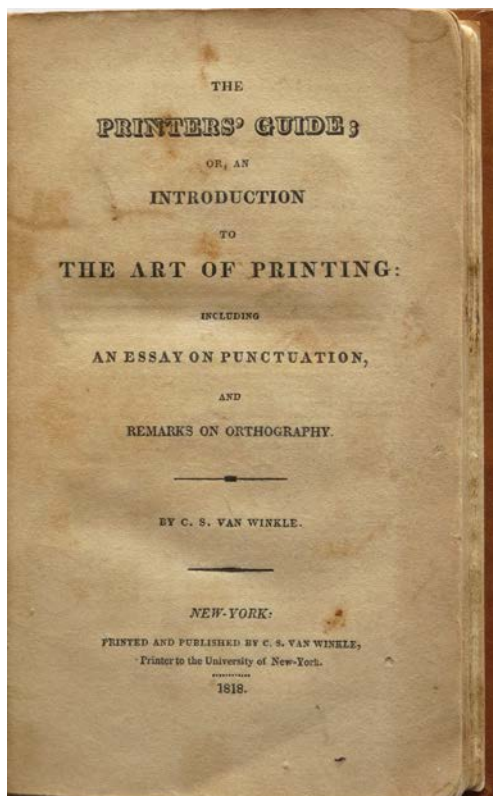 THE
PRINTERS' GUIDE;
OR, AN
INTRODUCTION
TO
THE ART OF PRINTING:
INCLUDING
AN ESSAY ON PUNCTUATION,
AND
REMARKS ON ORTHOGRAPHY.
BY C. S. VAN WINKLE.
NEW-YORK:
PRINTED AND PUBLISHED BY C. S. VAN WINKLE,
Printer to the University of New-York.
1818.